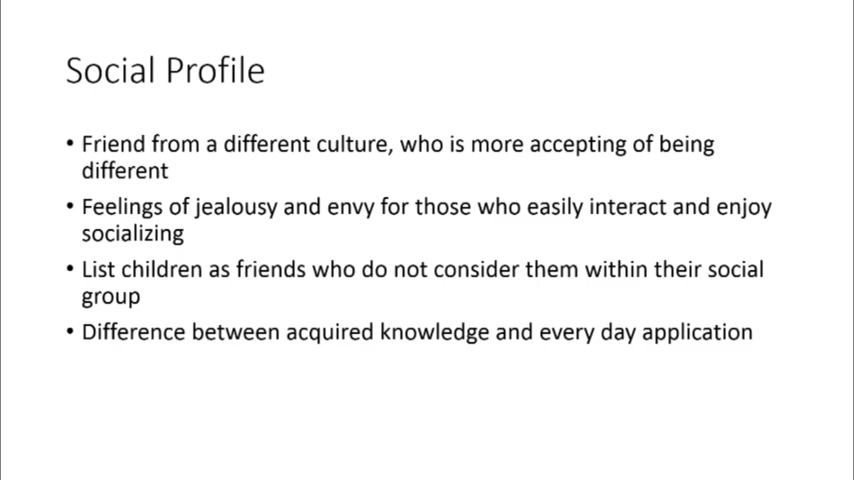 Social Profile
• Friend from a different culture, who is more accepting of being
different
• Feelings of jealousy and envy for those who easily interact and enjoy
socializing
• List children as friends who do not consider them within their social
group
• Difference between acquired knowledge and every day application